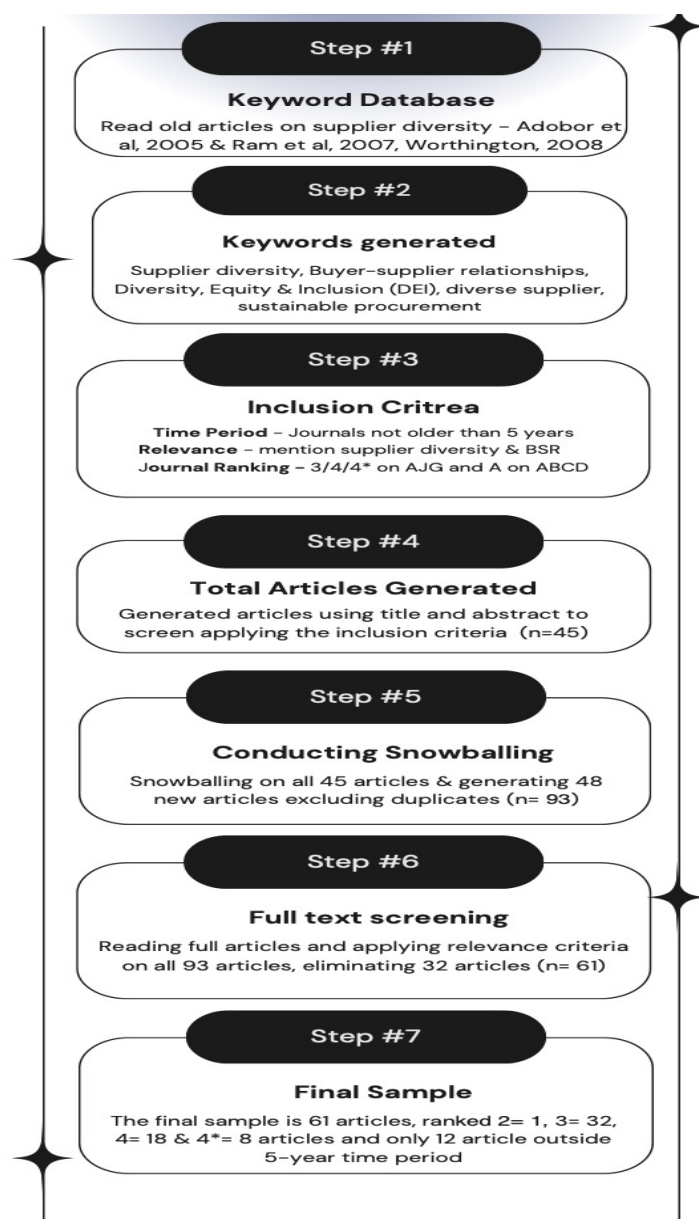 Step #1
Keyword Database
Read old articles on supplier diversity - Adobor et
al, 2005 & Ram et al, 2007, Worthington, 2008
Step #2
Keywords generated
Supplier diversity, Buyer-supplier relationships,
Diversity, Equity & Inclusion (DEI), diverse supplier,
sustainable procurement
Step #3
Inclusion Critrea
Time Period - Journals not older than 5 years
Relevance - mention supplier diversity & BSR
Journal Ranking - 3/4/4* on AJG and A on ABCD
Step #4
Total Articles Generated
Generated articles using title and abstract to
screen applying the inclusion criteria (n=45)
Step #5
Conducting Snowballing
Snowballing on all 45 articles & generating 48
new articles excluding duplicates (n= 93)
Step #6
Full text screening
Reading full articles and applying relevance criteria
on all 93 articles, eliminating 32 articles (n= 61)
Step #7
Final Sample
The final sample is 61 articles, ranked 2= 1, 3= 32,
4= 18 & 4*= 8 articles and only 12 article outside
5-year time period